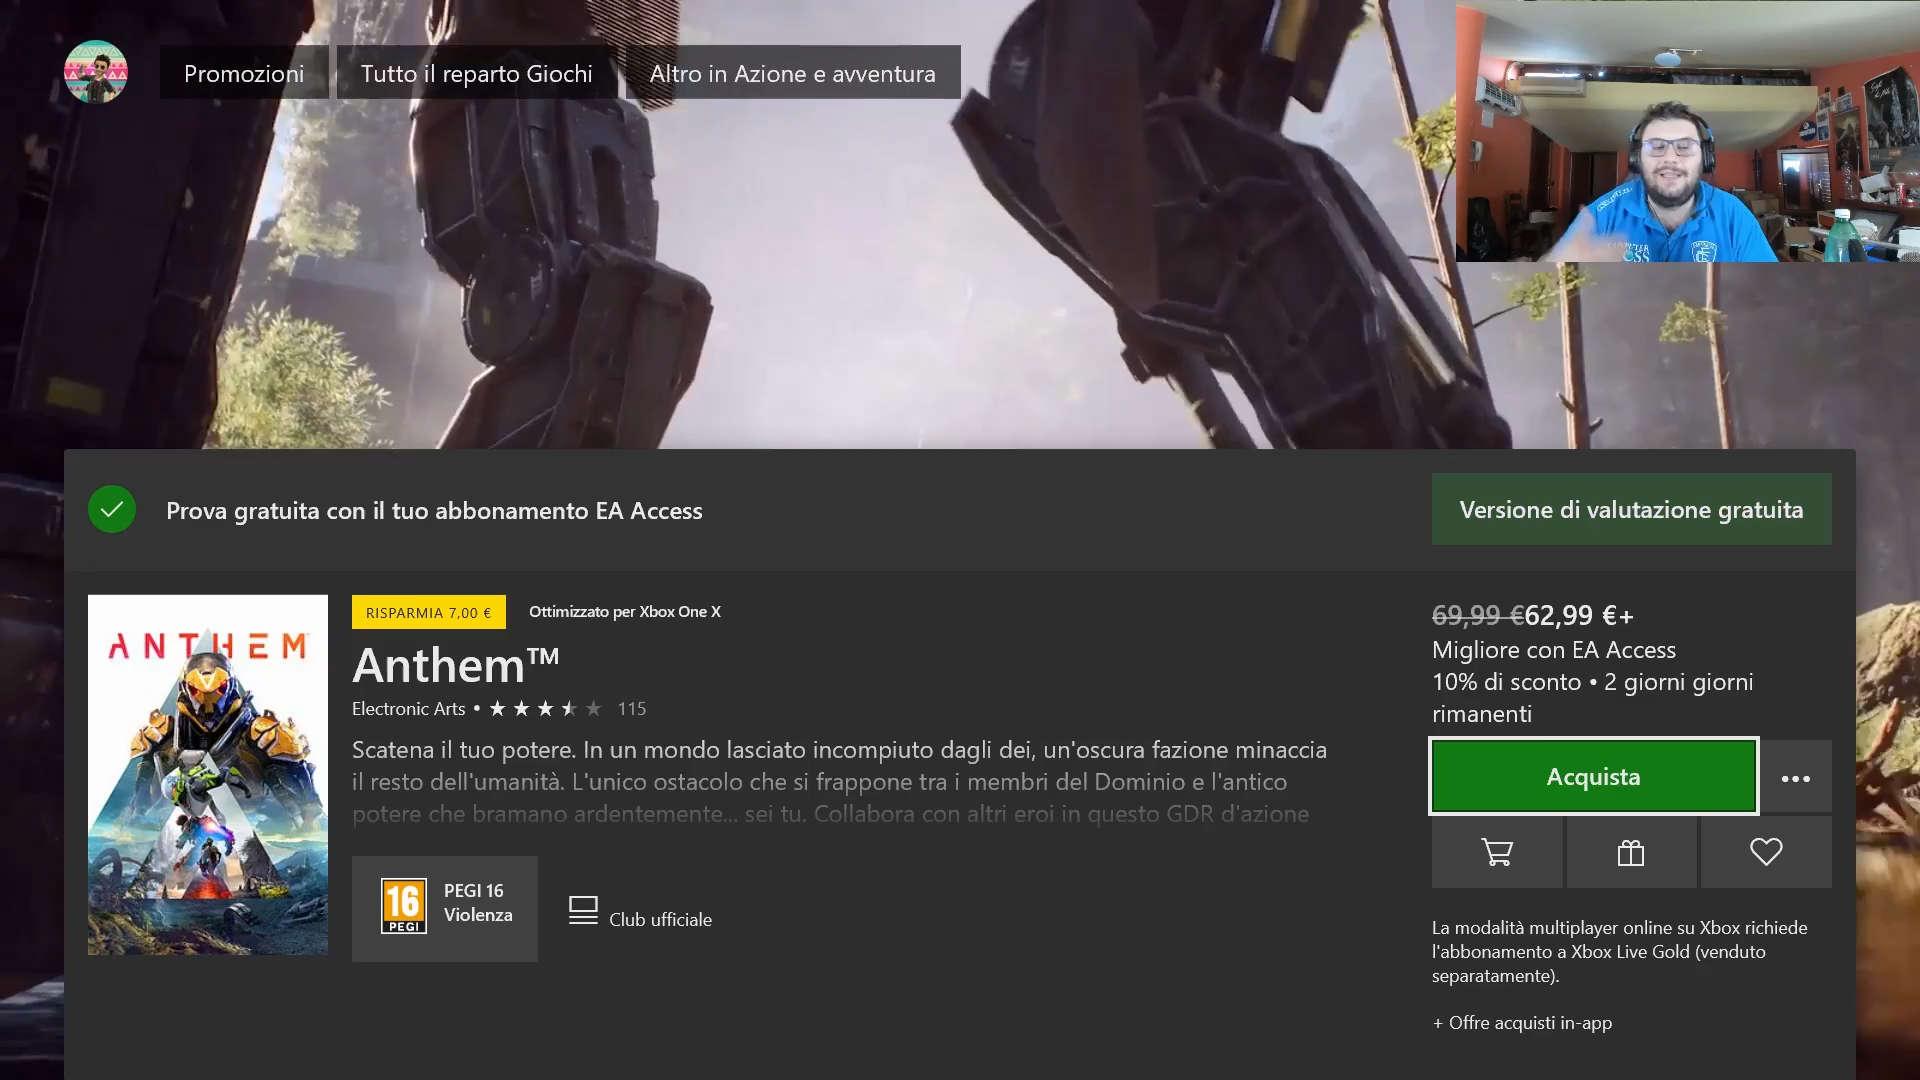 Promozioni
Tutto il reparto Giochi
Altro in Azione e avventura
Prova gratuita con il tuo abbonamento EA Access
Versione di valutazione gratuita
ANTHEM
RISPARMIA 7,00 €
Ottimizzato per Xbox One X
Anthem™
Electronic Arts • 115
Scatena il tuo potere. In un mondo lasciato incompiuto dagli dei, un'oscura fazione minaccia
il resto dell'umanità. L'unico ostacolo che si frappone tra i membri del Dominio e l'antico
potere che bramano ardentemente... sei tu. Collabora con altri eroi in questo GDR d'azione
16
PEGI
PEGI 16
Violenza
Club ufficiale
69,99 €62,99 €+
Migliore con EA Access
10% di sconto • 2 giorni giorni
rimanenti
Acquista
La modalità multiplayer online su Xbox richiede
l'abbonamento a Xbox Live Gold (venduto
separatamente).
+ Offre acquisti in-app